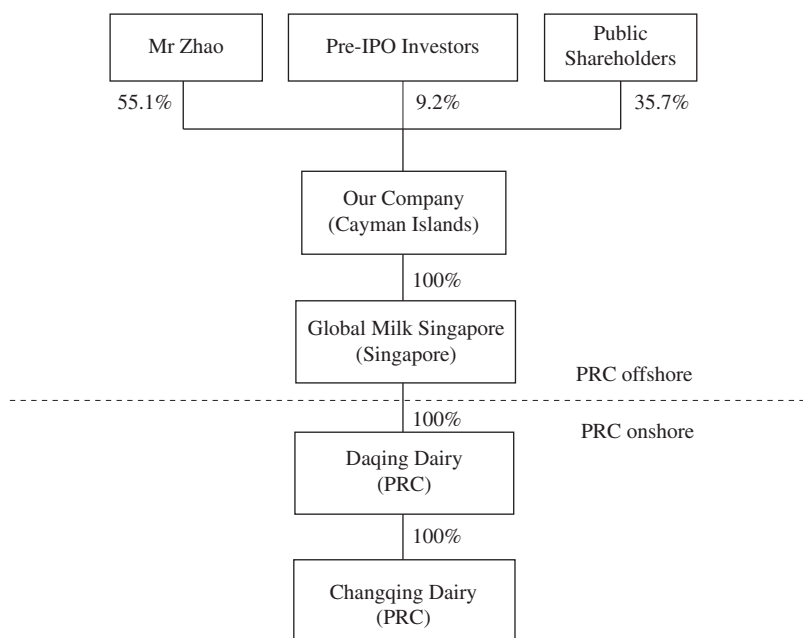 Mr Zhao
Pre-IPO Investors
Public
Shareholders
55.1%
9.2%
35.7%
Our Company
(Cayman Islands)
100%
Global Milk Singapore
(Singapore)
PRC offshore
100%
PRC onshore
Daqing Dairy
(PRC)
100%
Changqing Dairy
(PRC)